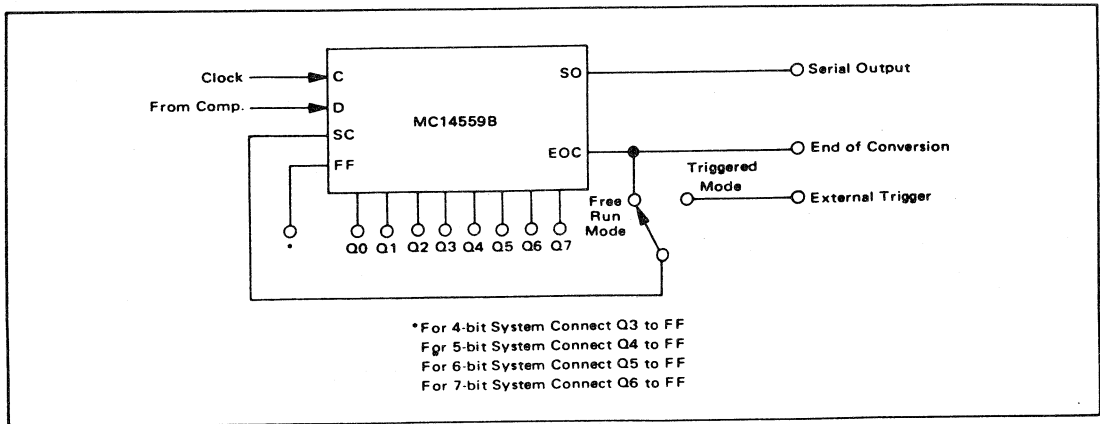 Clock
C
From Comp.
D
SC
FF
MC14559B
SO
Serial Output
EOC
End of Conversion
Triggered
Mode
Free
Run
Mode
External Trigger
*
Q0 Q1 Q2 Q3 Q4 Q5 Q6 Q7
*For 4-bit System Connect Q3 to FF
For 5-bit System Connect Q4 to FF
For 6-bit System Connect Q5 to FF
For 7-bit System Connect Q6 to FF